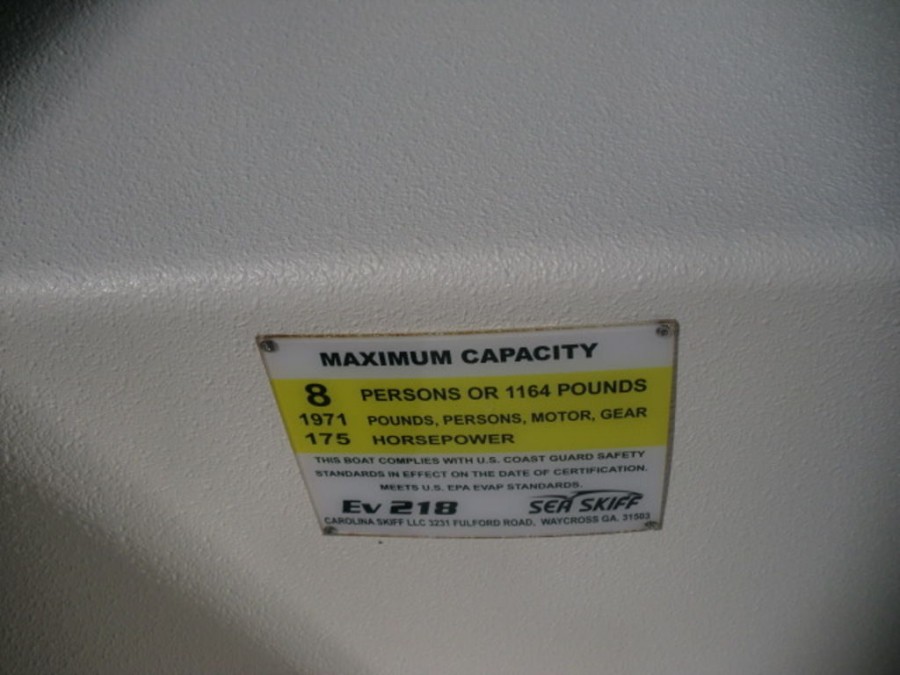 MAXIMUM CAPACITY
8 PERSONS OR 1164 POUNDS
1971 POUNDS, PERSONS, MOTOR, GEAR
175 HORSEPOWER
THIS BOAT COMPLIES WITH U.S. COAST GUARD SAFETY
STANDARDS IN EFFECT ON THE DATE OF CERTIFICATION.
MEETS U.S. EPA EVAP STANDARDS.
Ev 218 SEA SKIFF
CAROLINA SKIFF LLC 3231 FULFORD ROAD, WAYCROSS GA. 31503